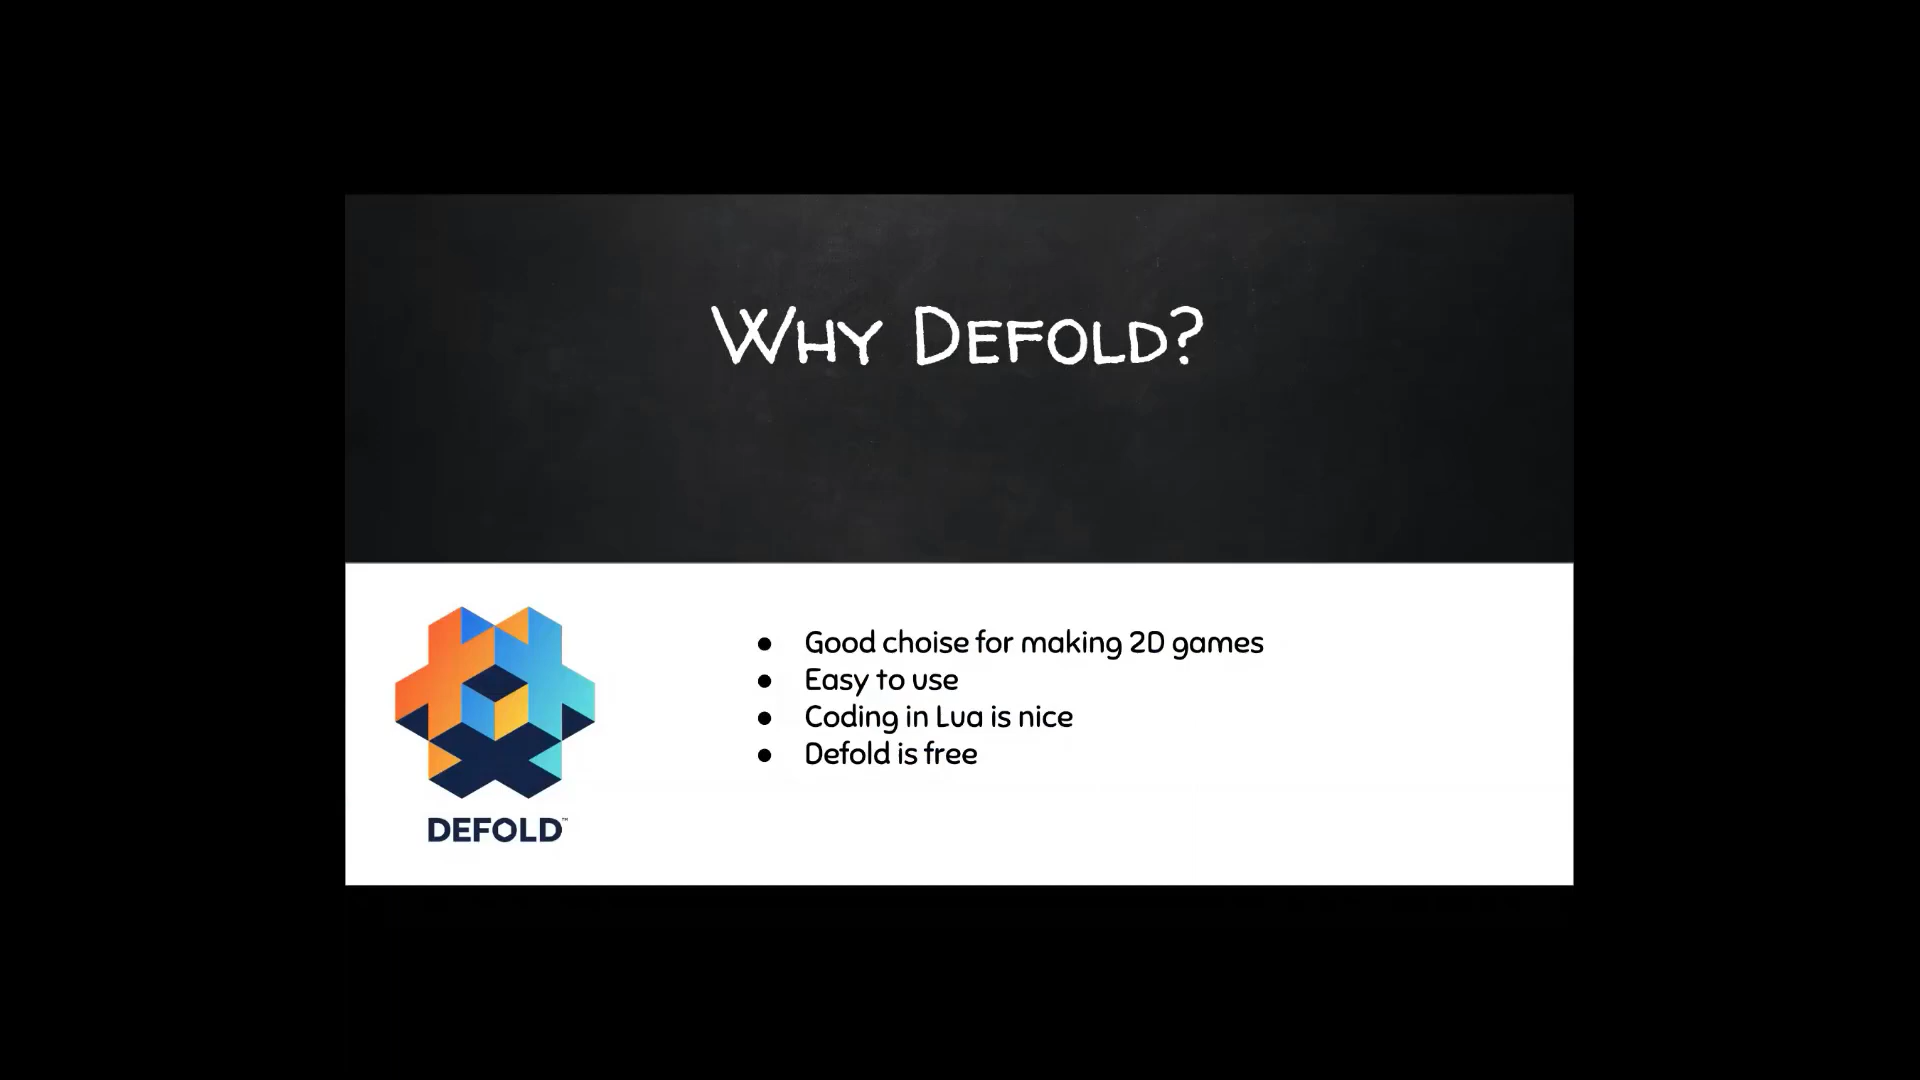 Why Defold?
● Good choise for making 2D games
● Easy to use
● Coding in Lua is nice
● Defold is free
DEFOLD™